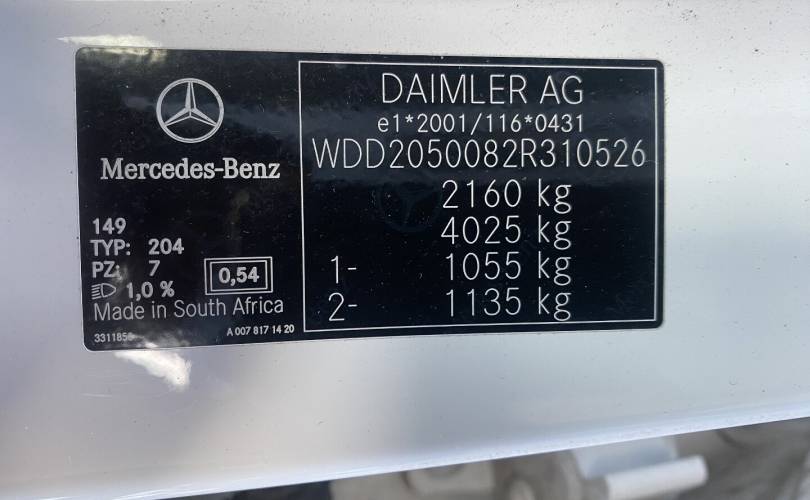 Mercedes-Benz
149
TYP: 204
PZ: 7
1,0 %
0,54
Made in South Africa
A 007 817 14 20
DAIMLER AG
e1*2001/116*0431
WDD2050082R310526
2160 kg
4025 kg
1- 1055 kg
2- 1135 kg